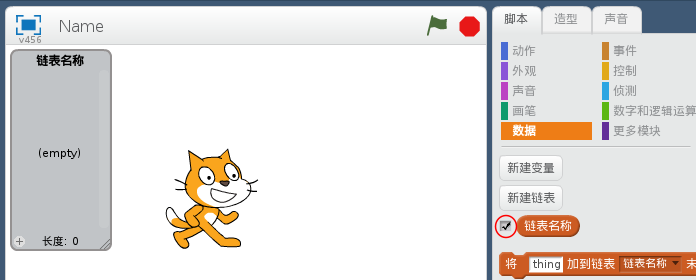 Name
v456
链表名称
(empty)
长度: 0
脚本 造型 声音
动作 事件
外观 控制
声音 侦测
画笔 数字和逻辑运算
数据 更多模块
新建变量
新建链表
链表名称
将 thing 加到链表 链表名称 末